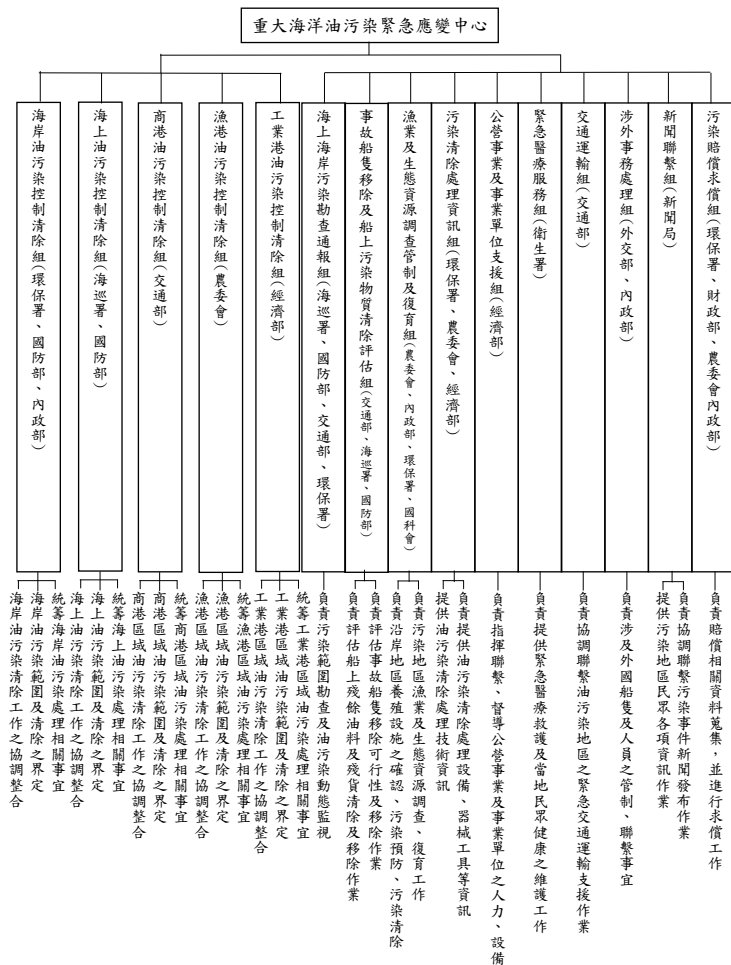 重大海洋油污染緊急應變中心
污染賠償求償組(環保署、財政部、農委會內政部)
新聞聯繫組(新聞局)
涉外事務處理組(外交部、內政部)
交通運輸組(交通部)
緊急醫療服務組(衛生署)
公營事業及事業單位支援組(經濟部)
污染清除處理資訊組(環保署、農委會、經濟部)
漁業及生態資源調查管制及復育組(農委會、內政部、環保署、國科會)
事故船隻移除及船上污染物質清除評估組(交通部、海巡署、國防部)
海上海岸污染勘查通報組(海巡署、國防部、交通部、環保署)
工業港油污染控制清除組(經濟部)
漁港油污染控制清除組(農委會)
商港油污染控制清除組(交通部)
海上油污染控制清除組(海巡署、國防部)
海岸油污染控制清除組(環保署、國防部、內政部)
負責賠償相關資料蒐集，並進行求償工作
負責協調聯繫污染事件新聞發布作業
提供污染地區民眾各項資訊作業
負責涉及外國船隻及人員之管制、聯繫事宜
負責協調聯繫油污染地區之緊急交通運輸支援作業
負責提供緊急醫療救護及當地民眾健康之維護工作
負責指揮聯繫、督導公營事業及事業單位之人力、設備
負責提供油污染清除處理設備、器械工具等資訊
提供油污染清除處理技術資訊
負責污染地區漁業及生態資源調查、復育工作
負責沿岸地區養殖設施之確認、污染預防、污染清除
負責評估事故船隻移除可行性及移除作業
負責評估船上殘餘油料及殘貨清除及移除作業
負責污染範圍勘查及油污染動態監視
統籌工業港區域油污染處理相關事宜
工業港區域油污染範圍及清除之界定
工業港區域油污染清除工作之協調整合
統籌漁港區域油污染處理相關事宜
漁港區域油污染範圍及清除之界定
漁港區域油污染清除工作之協調整合
統籌商港區域油污染處理相關事宜
商港區域油污染範圍及清除之界定
商港區域油污染清除工作之協調整合
統籌海上油污染處理相關事宜
海上油污染範圍及清除之界定
海上油污染清除工作之協調整合
統籌海岸油污染處理相關事宜
海岸油污染範圍及清除之界定
海岸油污染清除工作之協調整合